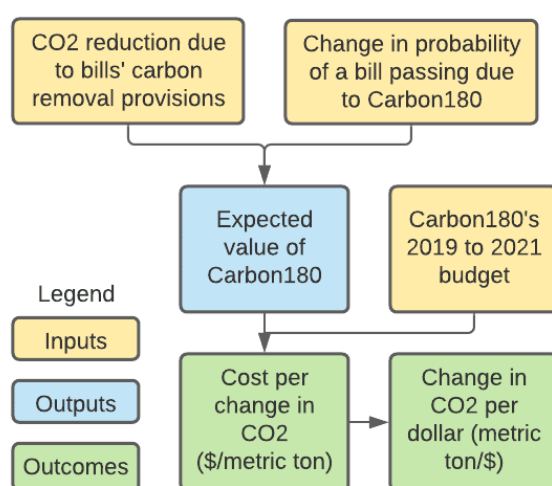 CO2 reduction due
to bills' carbon
removal provisions
Change in probability
of a bill passing due
to Carbon180
Expected
value of
Carbon180
Carbon180's
2019 to 2021
budget
Legend
Inputs
Outputs
Outcomes
Cost per
change in
CO2
($/metric ton)
Change in
CO2 per
dollar (metric
ton/$)